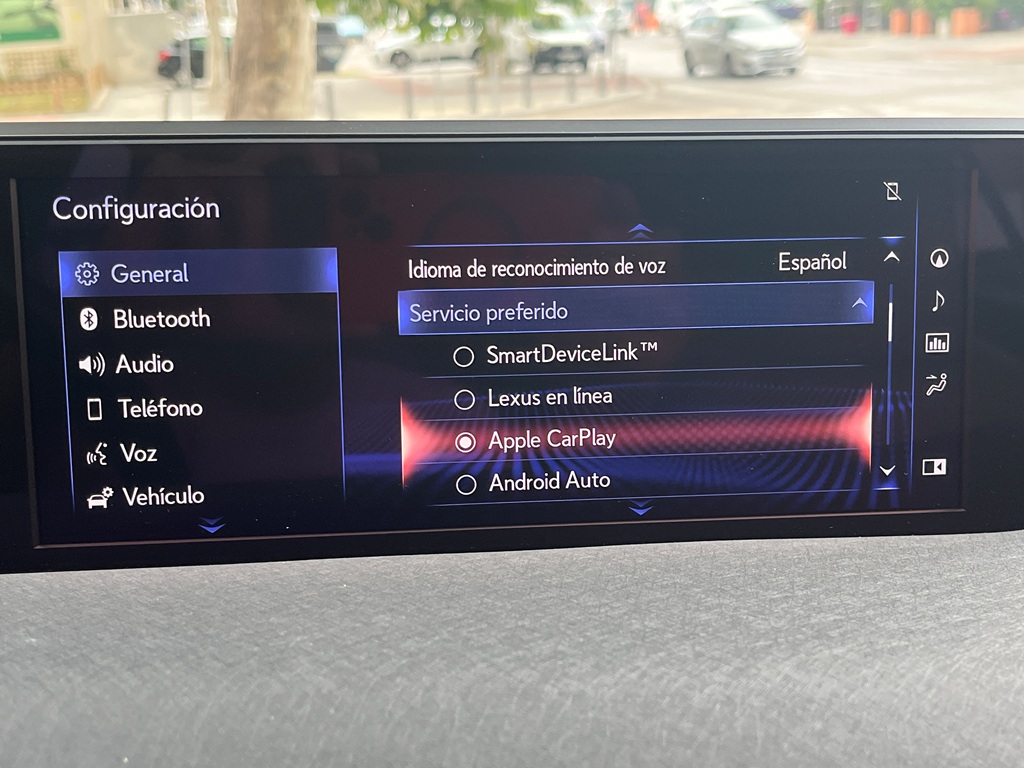 Configuración
General
Bluetooth
Audio
Teléfono
Voz
Vehículo
Idioma de reconocimiento de voz Español
Servicio preferido
SmartDeviceLink™
Lexus en línea
Apple CarPlay
Android Auto